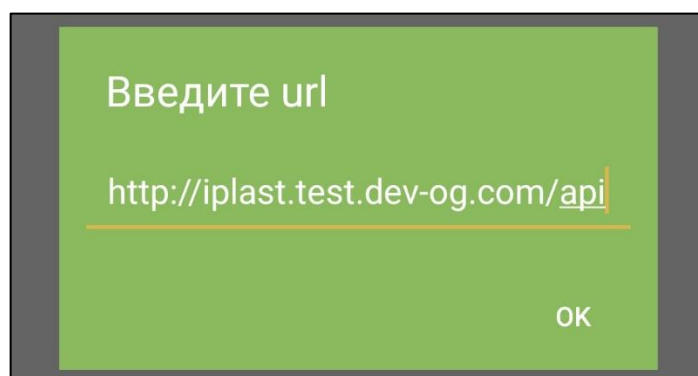 Введите url
http://iplast.test.dev-og.com/api
OK